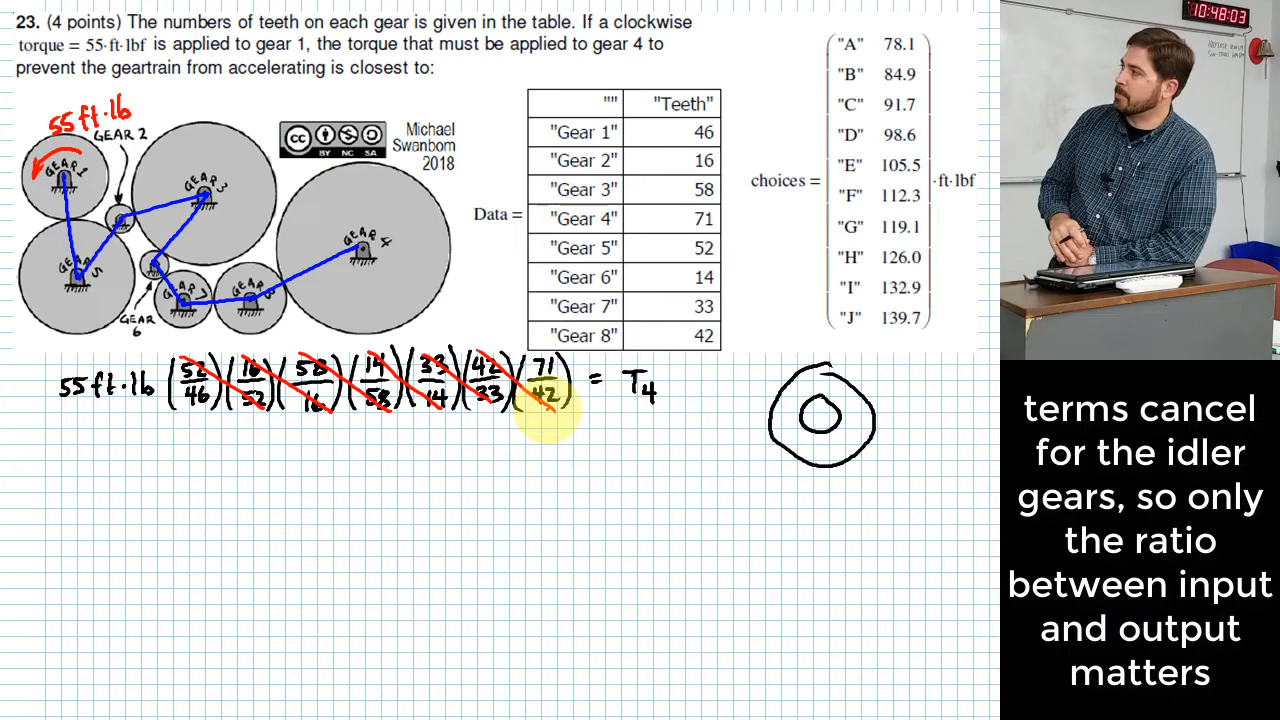 23. (4 points) The numbers of teeth on each gear is given in the table. If a clockwise
torque = 55·ft·lbf is applied to gear 1, the torque that must be applied to gear 4 to
prevent the geartrain from accelerating is closest to:
55 ft·lb
GEAR 1
GEAR 2
GEAR 3
GEAR 4
GEAR 5
GEAR 6
GEAR 7
GEAR 8
cc BY NC SA
Michael
Swanbom
2018
Data =
"" "Teeth"
"Gear 1" 46
"Gear 2" 16
"Gear 3" 58
"Gear 4" 71
"Gear 5" 52
"Gear 6" 14
"Gear 7" 33
"Gear 8" 42
choices =
"A" 78.1
"B" 84.9
"C" 91.7
"D" 98.6
"E" 105.5
"F" 112.3
"G" 119.1
"H" 126.0
"I" 132.9
"J" 139.7
·ft·lbf
55 ft·lb (52/46)(16/52)(58/16)(14/58)(33/14)(42/33)(71/42) = T4
10:48:03
terms cancel
for the idler
gears, so only
the ratio
between input
and output
matters